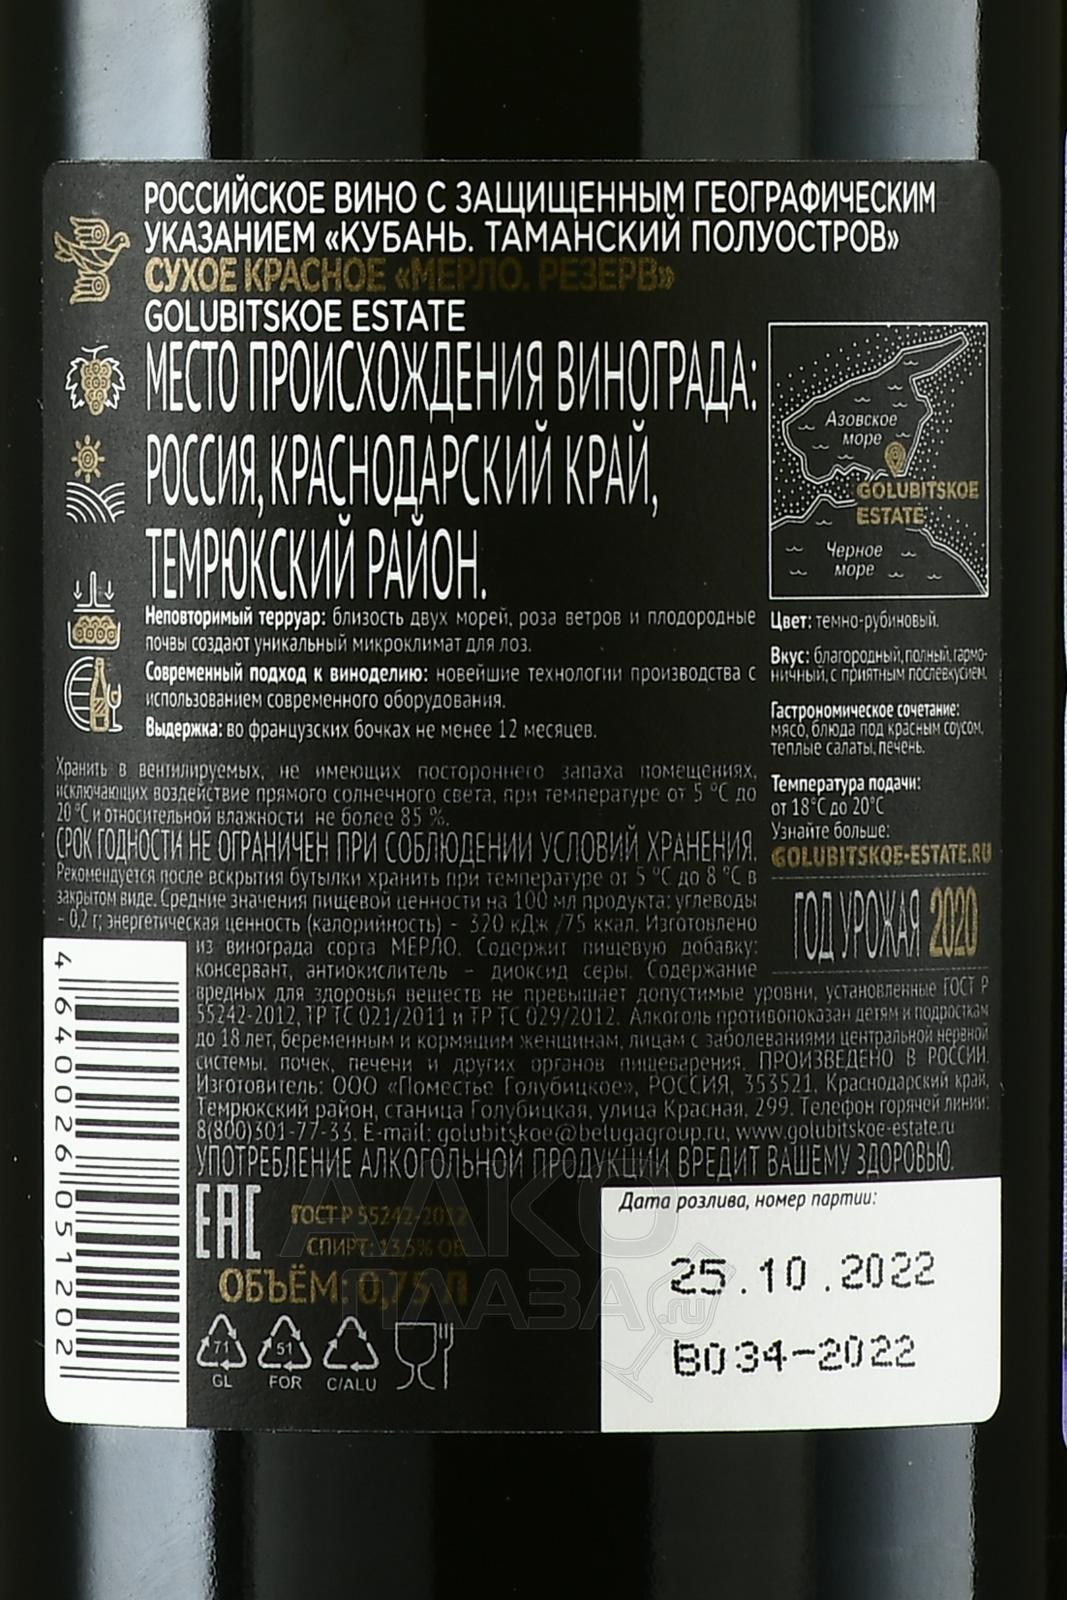 РОССИЙСКОЕ ВИНО С ЗАЩИЩЕННЫМ ГЕОГРАФИЧЕСКИМ
УКАЗАНИЕМ «КУБАНЬ. ТАМАНСКИЙ ПОЛУОСТРОВ»
СУХОЕ КРАСНОЕ «МЕРЛО. РЕЗЕРВ»
GOLUBITSKOE ESTATE
МЕСТО ПРОИСХОЖДЕНИЯ ВИНОГРАДА:
РОССИЯ, КРАСНОДАРСКИЙ КРАЙ,
ТЕМРЮКСКИЙ РАЙОН.
Неповторимый терруар: близость двух морей, роза ветров и плодородные
почвы создают уникальный микроклимат для лоз.
Современный подход к виноделию: новейшие технологии производства с
использованием современного оборудования.
Выдержка: во французских бочках не менее 12 месяцев.
Азовское
море
GOLUBITSKOE
ESTATE
Черное
море
Цвет: темно-рубиновый.
Вкус: благородный, полный, гармо-
ничный, с приятным послевкусием.
Гастрономическое сочетание:
мясо, блюда под красным соусом,
теплые салаты, печень.
Температура подачи:
от 18°C до 20°C
Узнайте больше:
GOLUBITSKOE-ESTATE.RU
ГОД УРОЖАЯ 2020
Хранить в вентилируемых, не имеющих постороннего запаха помещениях,
исключающих воздействие прямого солнечного света, при температуре от 5 °С до
20 °С и относительной влажности не более 85 %.
СРОК ГОДНОСТИ НЕ ОГРАНИЧЕН ПРИ СОБЛЮДЕНИИ УСЛОВИЙ ХРАНЕНИЯ.
Рекомендуется после вскрытия бутылки хранить при температуре от 5 °С до 8 °С в
закрытом виде. Средние значения пищевой ценности на 100 мл продукта: углеводы
– 0,2 г; энергетическая ценность (калорийность) – 320 кДж /75 ккал. Изготовлено
из винограда сорта МЕРЛО. Содержит пищевую добавку:
консервант, антиокислитель – диоксид серы. Содержание
вредных для здоровья веществ не превышает допустимые уровни, установленные ГОСТ Р
55242-2012, ТР ТС 021/2011 и ТР ТС 029/2012. Алкоголь противопоказан детям и подросткам
до 18 лет, беременным и кормящим женщинам, лицам с заболеваниями центральной нервной
системы, почек, печени и других органов пищеварения. ПРОИЗВЕДЕНО В РОССИИ.
Изготовитель: ООО «Поместье Голубицкое», РОССИЯ, 353521, Краснодарский край,
Темрюкский район, станица Голубицкая, улица Красная, 299. Телефон горячей линии:
8(800)301-77-33. E-mail: golubitskoe@belugagroup.ru, www.golubitskoe-estate.ru
УПОТРЕБЛЕНИЕ АЛКОГОЛЬНОЙ ПРОДУКЦИИ ВРЕДИТ ВАШЕМУ ЗДОРОВЬЮ.
4640026051202
ЕАС
ГОСТ Р 55242-2012
СПИРТ: 13,5% ОБ.
ОБЪЁМ: 0,75 Л
71
GL
51
FOR
C/ALU
Дата розлива, номер партии:
25.10.2022
В034-2022
АЛКО
ПЛАЗА
.ru